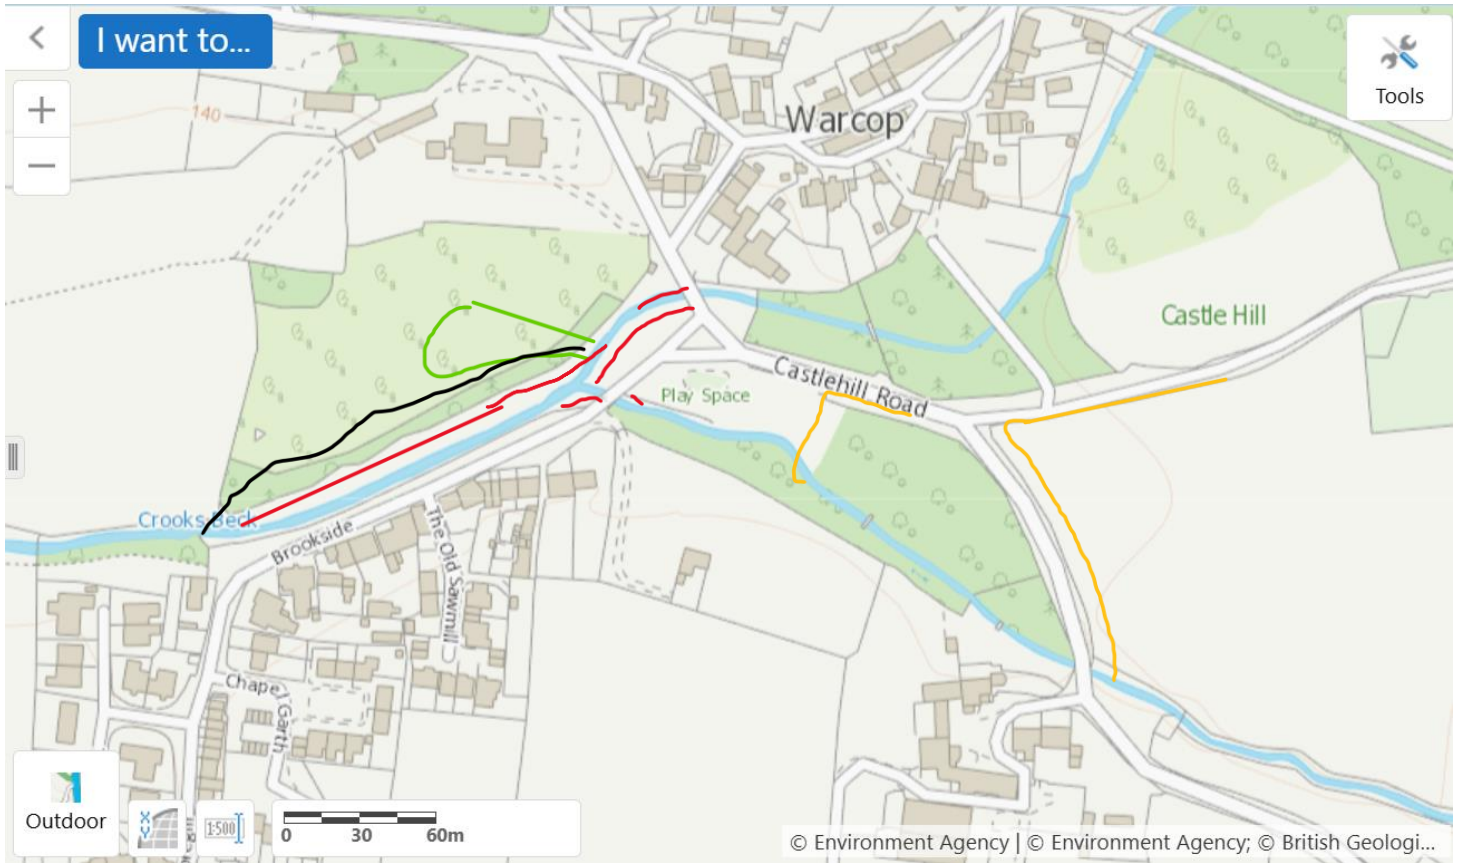 I want to...
Tools
140
Warcop
Castle Hill
Castlehill Road
Play Space
Crooks Beck
Brookside
The Old Sawmill
Chapel Garth
Outdoor
1:500
0 30 60m
© Environment Agency | © Environment Agency; © British Geologi...